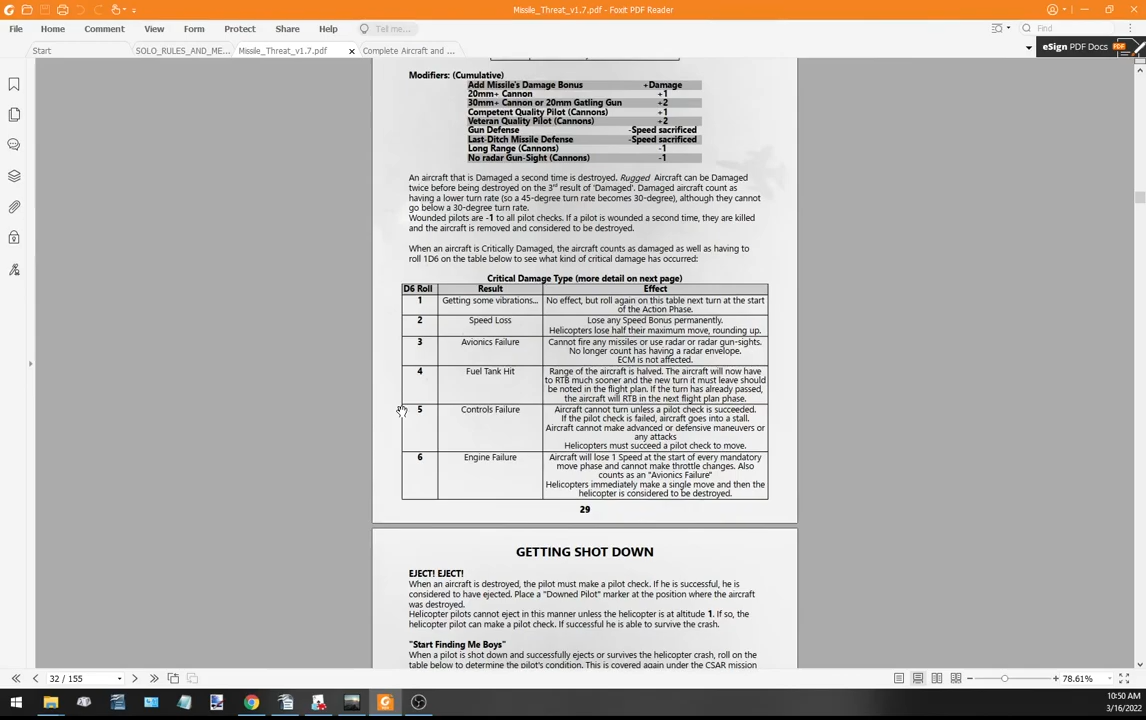 Missile_Threat_v1.7.pdf - Foxit PDF Reader
File Home Comment View Form Protect Share Help Tell me... Find
Start SOLO_RULES_AND_ME... Missile_Threat_v1.7.pdf Complete Aircraft and ... eSign PDF Docs
Modifiers: (Cumulative)
Add Missile's Damage Bonus +Damage
20mm+ Cannon +1
30mm+ Cannon or 20mm Gatling Gun +2
Competent Quality Pilot (Cannons) +1
Veteran Quality Pilot (Cannons) +2
Gun Defense -Speed sacrificed
Last-Ditch Missile Defense -Speed sacrificed
Long Range (Cannons) -1
No radar Gun-Sight (Cannons) -1
An aircraft that is Damaged a second time is destroyed. Rugged Aircraft can be Damaged
twice before being destroyed on the 3rd result of 'Damaged'. Damaged aircraft count as
having a lower turn rate (so a 45-degree turn rate becomes 30-degree), although they cannot
go below a 30-degree turn rate.
Wounded pilots are -1 to all pilot checks. If a pilot is wounded a second time, they are killed
and the aircraft is removed and considered to be destroyed.
When an aircraft is Critically Damaged, the aircraft counts as damaged as well as having to
roll 1D6 on the table below to see what kind of critical damage has occurred:
Critical Damage Type (more detail on next page)
D6 Roll Result Effect
1 Getting some vibrations... No effect, but roll again on this table next turn at the start
of the Action Phase.
2 Speed Loss Lose any Speed Bonus permanently.
Helicopters lose half their maximum move, rounding up.
3 Avionics Failure Cannot fire any missiles or use radar or radar gun-sights.
No longer count has having a radar envelope.
ECM is not affected.
4 Fuel Tank Hit Range of the aircraft is halved. The aircraft will now have
to RTB much sooner and the new turn it must leave should
be noted in the flight plan. If the turn has already passed,
the aircraft will RTB in the next flight plan phase.
5 Controls Failure Aircraft cannot turn unless a pilot check is succeeded.
If the pilot check is failed, aircraft goes into a stall.
Aircraft cannot make advanced or defensive maneuvers or
any attacks
Helicopters must succeed a pilot check to move.
6 Engine Failure Aircraft will lose 1 Speed at the start of every mandatory
move phase and cannot make throttle changes. Also
counts as an "Avionics Failure"
Helicopters immediately make a single move and then the
helicopter is considered to be destroyed.
29
GETTING SHOT DOWN
EJECT! EJECT!
When an aircraft is destroyed, the pilot must make a pilot check. If he is successful, he is
considered to have ejected. Place a "Downed Pilot" marker at the position where the aircraft
was destroyed.
Helicopter pilots cannot eject in this manner unless the helicopter is at altitude 1. If so, the
helicopter pilot can make a pilot check. If successful he is able to survive the crash.
"Start Finding Me Boys"
When a pilot is shot down and successfully ejects or survives the helicopter crash, roll on the
table below to determine the pilot's condition. This is covered again under the CSAR mission
32 / 155 78.61%
10:50 AM
3/16/2022